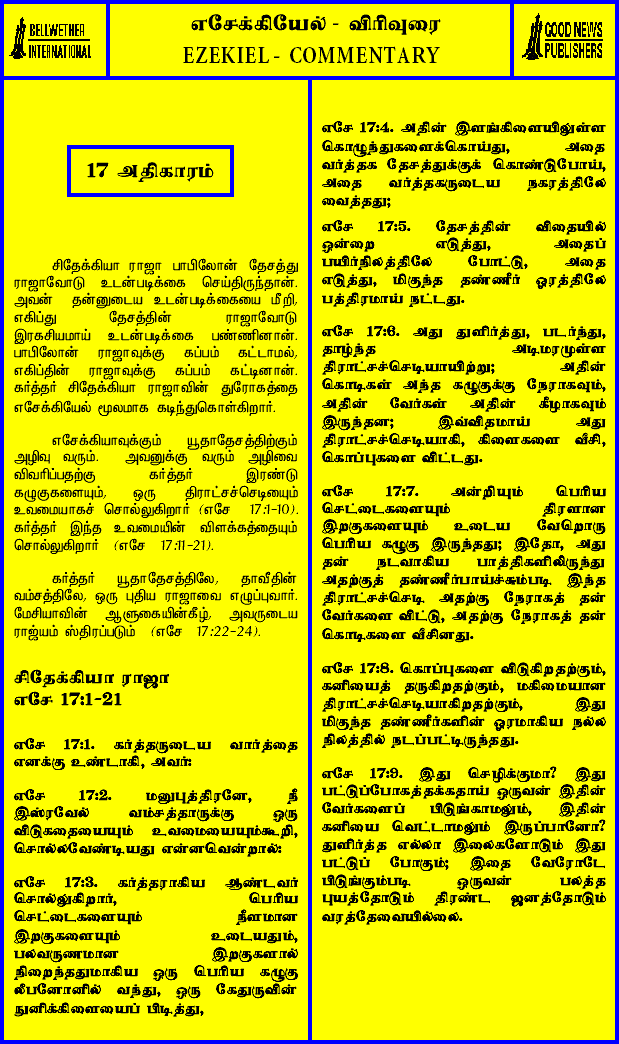 BELLWETHER
INTERNATIONAL
எசேக்கியேல் - விரிவுரை
EZEKIEL - COMMENTARY
GOOD NEWS
PUBLISHERS
17 அதிகாரம்
சிதேக்கியா ராஜா பாபிலோன் தேசத்து
ராஜாவோடு உடன்படிக்கை செய்திருந்தான்.
அவன் தன்னுடைய உடன்படிக்கையை மீறி,
எகிப்து தேசத்தின் ராஜாவோடு
இரகசியமாய் உடன்படிக்கை பண்ணினான்.
பாபிலோன் ராஜாவுக்கு கப்பம் கட்டாமல்,
எகிப்தின் ராஜாவுக்கு கப்பம் கட்டினான்.
கர்த்தர் சிதேக்கியா ராஜாவின் துரோகத்தை
எசேக்கியேல் மூலமாக கடிந்துகொள்கிறார்.
எசேக்கியாவுக்கும் யூதாதேசத்திற்கும்
அழிவு வரும். அவனுக்கு வரும் அழிவை
விவரிப்பதற்கு கர்த்தர் இரண்டு
கழுகுகளையும், ஒரு திராட்சச்செடியையும்
உவமையாகச் சொல்லுகிறார் (எசே 17:1-10).
கர்த்தர் இந்த உவமையின் விளக்கத்தையும்
சொல்லுகிறார் (எசே 17:11-21).
கர்த்தர் யூதாதேசத்திலே, தாவீதின்
வம்சத்திலே, ஒரு புதிய ராஜாவை எழுப்புவார்.
மேசியாவின் ஆளுகையின்கீழ், அவருடைய
ராஜ்யம் ஸ்திரப்படும் (எசே 17:22-24).
சிதேக்கியா ராஜா
எசே 17:1-21
எசே 17:1. கர்த்தருடைய வார்த்தை
எனக்கு உண்டாகி, அவர்:
எசே 17:2. மனுபுத்திரனே, நீ
இஸ்ரவேல் வம்சத்தாருக்கு ஒரு
விடுகதையையும் உவமையையும்கூறி,
சொல்லவேண்டியது என்னவென்றால்:
எசே 17:3. கர்த்தராகிய ஆண்டவர்
சொல்லுகிறார், பெரிய
செட்டைகளையும் நீளமான
இறகுகளையும் உடையதும்,
பலவருணமான இறகுகளால்
நிறைந்ததுமாகிய ஒரு பெரிய கழுகு
லீபனோனில் வந்து, ஒரு கேதுருவின்
நுனிக்கிளையைப் பிடித்து,
எசே 17:4. அதின் இளங்கிளையிலுள்ள
கொழுந்துகளைக்கொய்து, அதை
வர்த்தக தேசத்துக்குக் கொண்டுபோய்,
அதை வர்த்தகருடைய நகரத்திலே
வைத்தது;
எசே 17:5. தேசத்தின் விதையில்
ஒன்றை எடுத்து, அதைப்
பயிர்நிலத்திலே போட்டு, அதை
எடுத்து, மிகுந்த தண்ணீர் ஓரத்திலே
பத்திரமாய் நட்டது.
எசே 17:6. அது துளிர்த்து, படர்ந்து,
தாழ்ந்த அடிமரமுள்ள
திராட்சச்செடியாயிற்று; அதின்
கொடிகள் அந்த கழுகுக்கு நேராகவும்,
அதின் வேர்கள் அதின் கீழாகவும்
இருந்தன; இவ்விதமாய் அது
திராட்சச்செடியாகி, கிளைகளை வீசி,
கொப்புகளை விட்டது.
எசே 17:7. அன்றியும் பெரிய
செட்டைகளையும் திரளான
இறகுகளையும் உடைய வேறொரு
பெரிய கழுகு இருந்தது; இதோ, அது
தன் நடவாகிய பாத்திகளிலிருந்து
அதற்குத் தண்ணீர்பாய்ச்சும்படி இந்த
திராட்சச்செடி அதற்கு நேராகத் தன்
வேர்களை விட்டு, அதற்கு நேராகத் தன்
கொடிகளை வீசினது.
எசே 17:8. கொப்புகளை விடுகிறதற்கும்,
கனியைத் தருகிறதற்கும், மகிமையான
திராட்சச்செடியாகிறதற்கும், இது
மிகுந்த தண்ணீர்களின் ஓரமாகிய நல்ல
நிலத்தில் நடப்பட்டிருந்தது.
எசே 17:9. இது செழிக்குமா? இது
பட்டுப்போகத்தக்கதாய் ஒருவன் இதின்
வேர்களைப் பிடுங்காமலும், இதின்
கனியை வெட்டாமலும் இருப்பானோ?
துளிர்த்த எல்லா இலைகளோடும் இது
பட்டுப் போகும்; இதை வேரோடே
பிடுங்கும்படி ஒருவன் பலத்த
புயத்தோடும் திரண்ட ஜனத்தோடும்
வரத்தேவையில்லை.